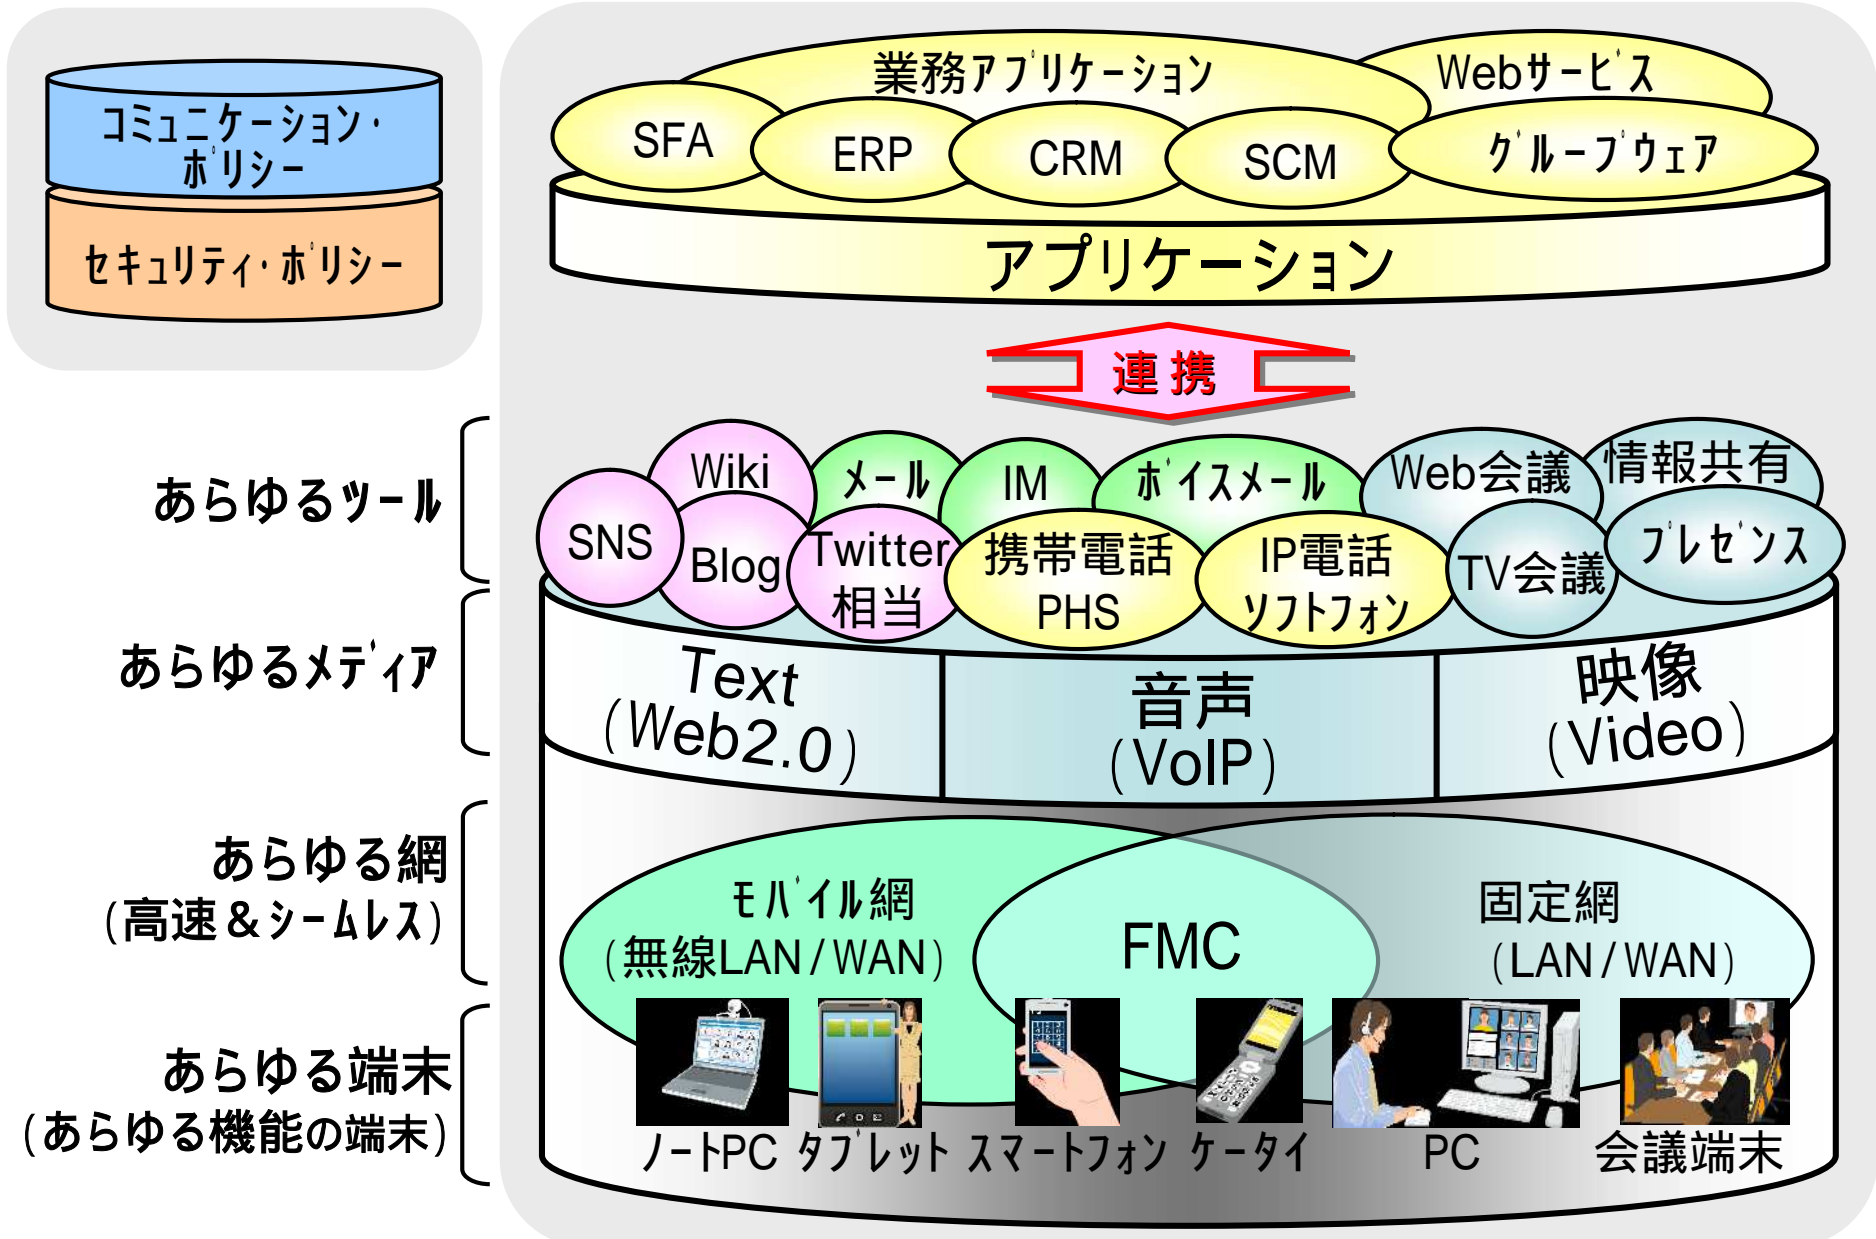 コミュニケーション・
ポリシー
セキュリティ・ポリシー
業務アプリケーション
Webサービス
SFA
ERP
CRM
SCM
グループウェア
アプリケーション
連携
あらゆるツール
Wiki
メール
IM
ボイスメール
Web会議
情報共有
SNS
Blog
Twitter
相当
携帯電話
PHS
IP電話
ソフトフォン
TV会議
プレゼンス
あらゆるメディア
Text
(Web2.0)
音声
(VoIP)
映像
(Video)
あらゆる網
(高速&シームレス)
モバイル網
(無線LAN/WAN)
FMC
固定網
(LAN/WAN)
あらゆる端末
(あらゆる機能の端末)
ノートPC
タブレット
スマートフォン
ケータイ
PC
会議端末